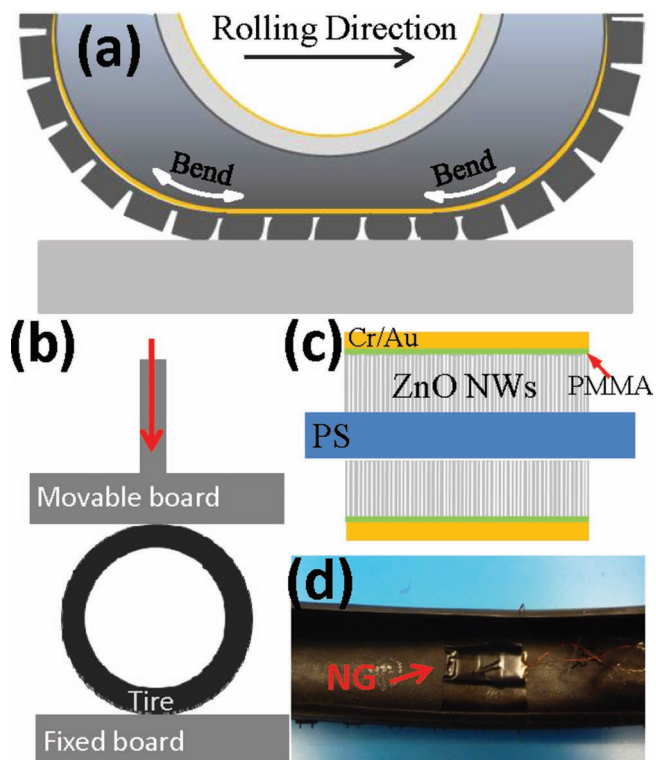 (a)
Rolling Direction
Bend
Bend
(b)
Movable board
Tire
Fixed board
(c)
Cr/Au
ZnO NWs
PMMA
PS
(d)
NG